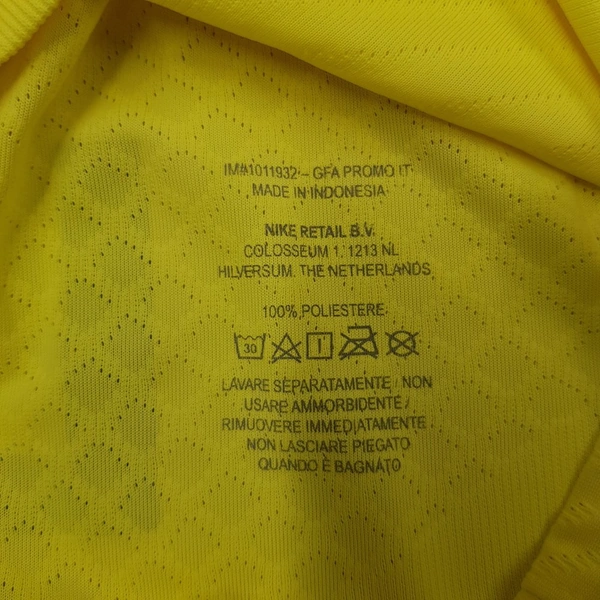 IM#1011932 - GFA PROMO IT
MADE IN INDONESIA
NIKE RETAIL B.V.
COLOSSEUM 1, 1213 NL
HILVERSUM, THE NETHERLANDS
100% POLIESTERE
30
LAVARE SEPARATAMENTE / NON
USARE AMMORBIDENTE /
RIMUOVERE IMMEDIATAMENTE
NON LASCIARE PIEGATO
QUANDO È BAGNATO